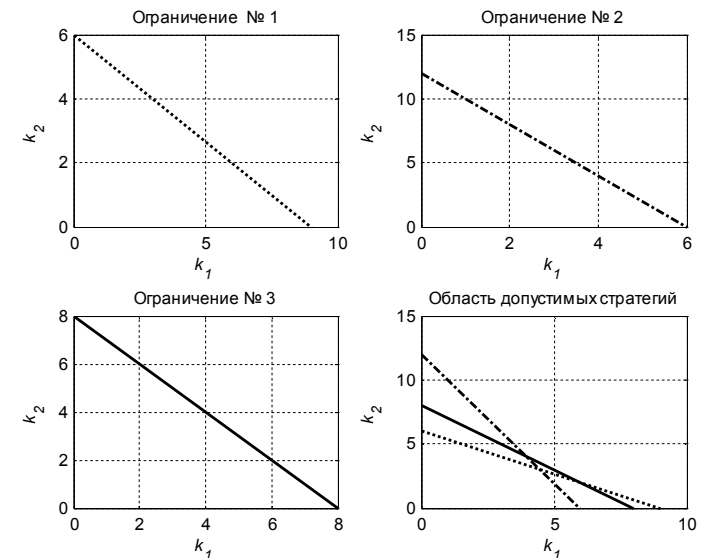 Ограничение № 1
6
4
2
0
0 5 10
k2
k1
Ограничение № 2
15
10
5
0
0 2 4 6
k2
k1
Ограничение № 3
8
6
4
2
0
0 2 4 6 8
k2
k1
Область допустимых стратегий
15
10
5
0
0 5 10
k2
k1